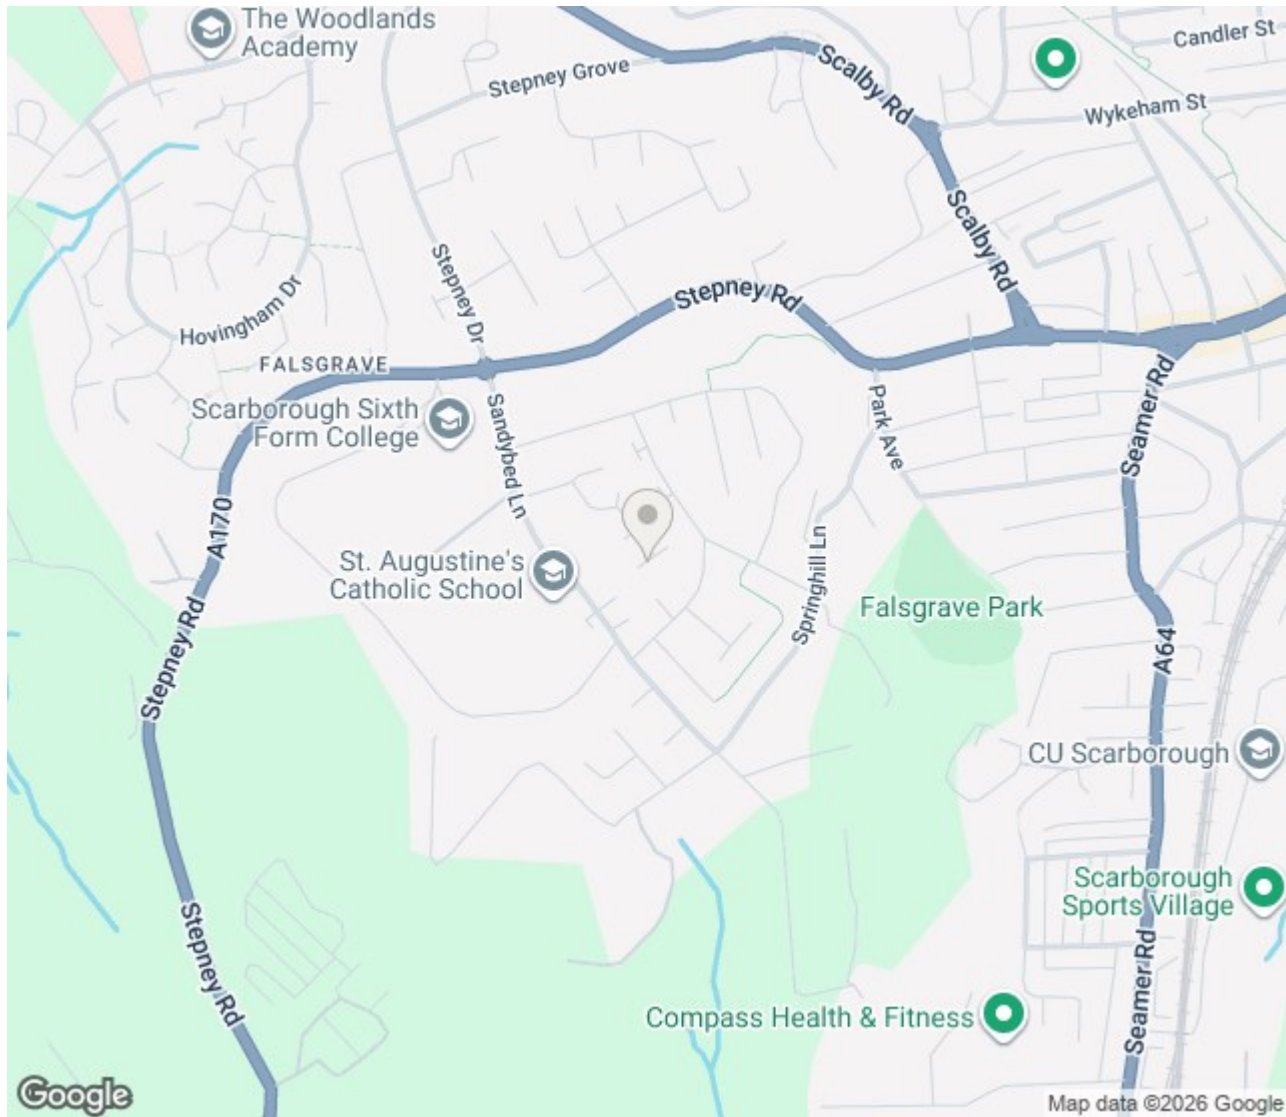 The Woodlands
Academy
Candler St
Stepney Grove
Scalby Rd
Wykeham St
Scalby Rd
Stepney Dr
Stepney Rd
Hovingham Dr
FALSGRAVE
Seamer Rd
Scarborough Sixth
Form College
Sandybed Ln
Park Ave
A170
St. Augustine's
Catholic School
Springhill Ln
Falsgrave Park
Stepney Rd
A64
CU Scarborough
Scarborough
Sports Village
Stepney Rd
Seamer Rd
Compass Health & Fitness
Google
Map data ©2026 Google